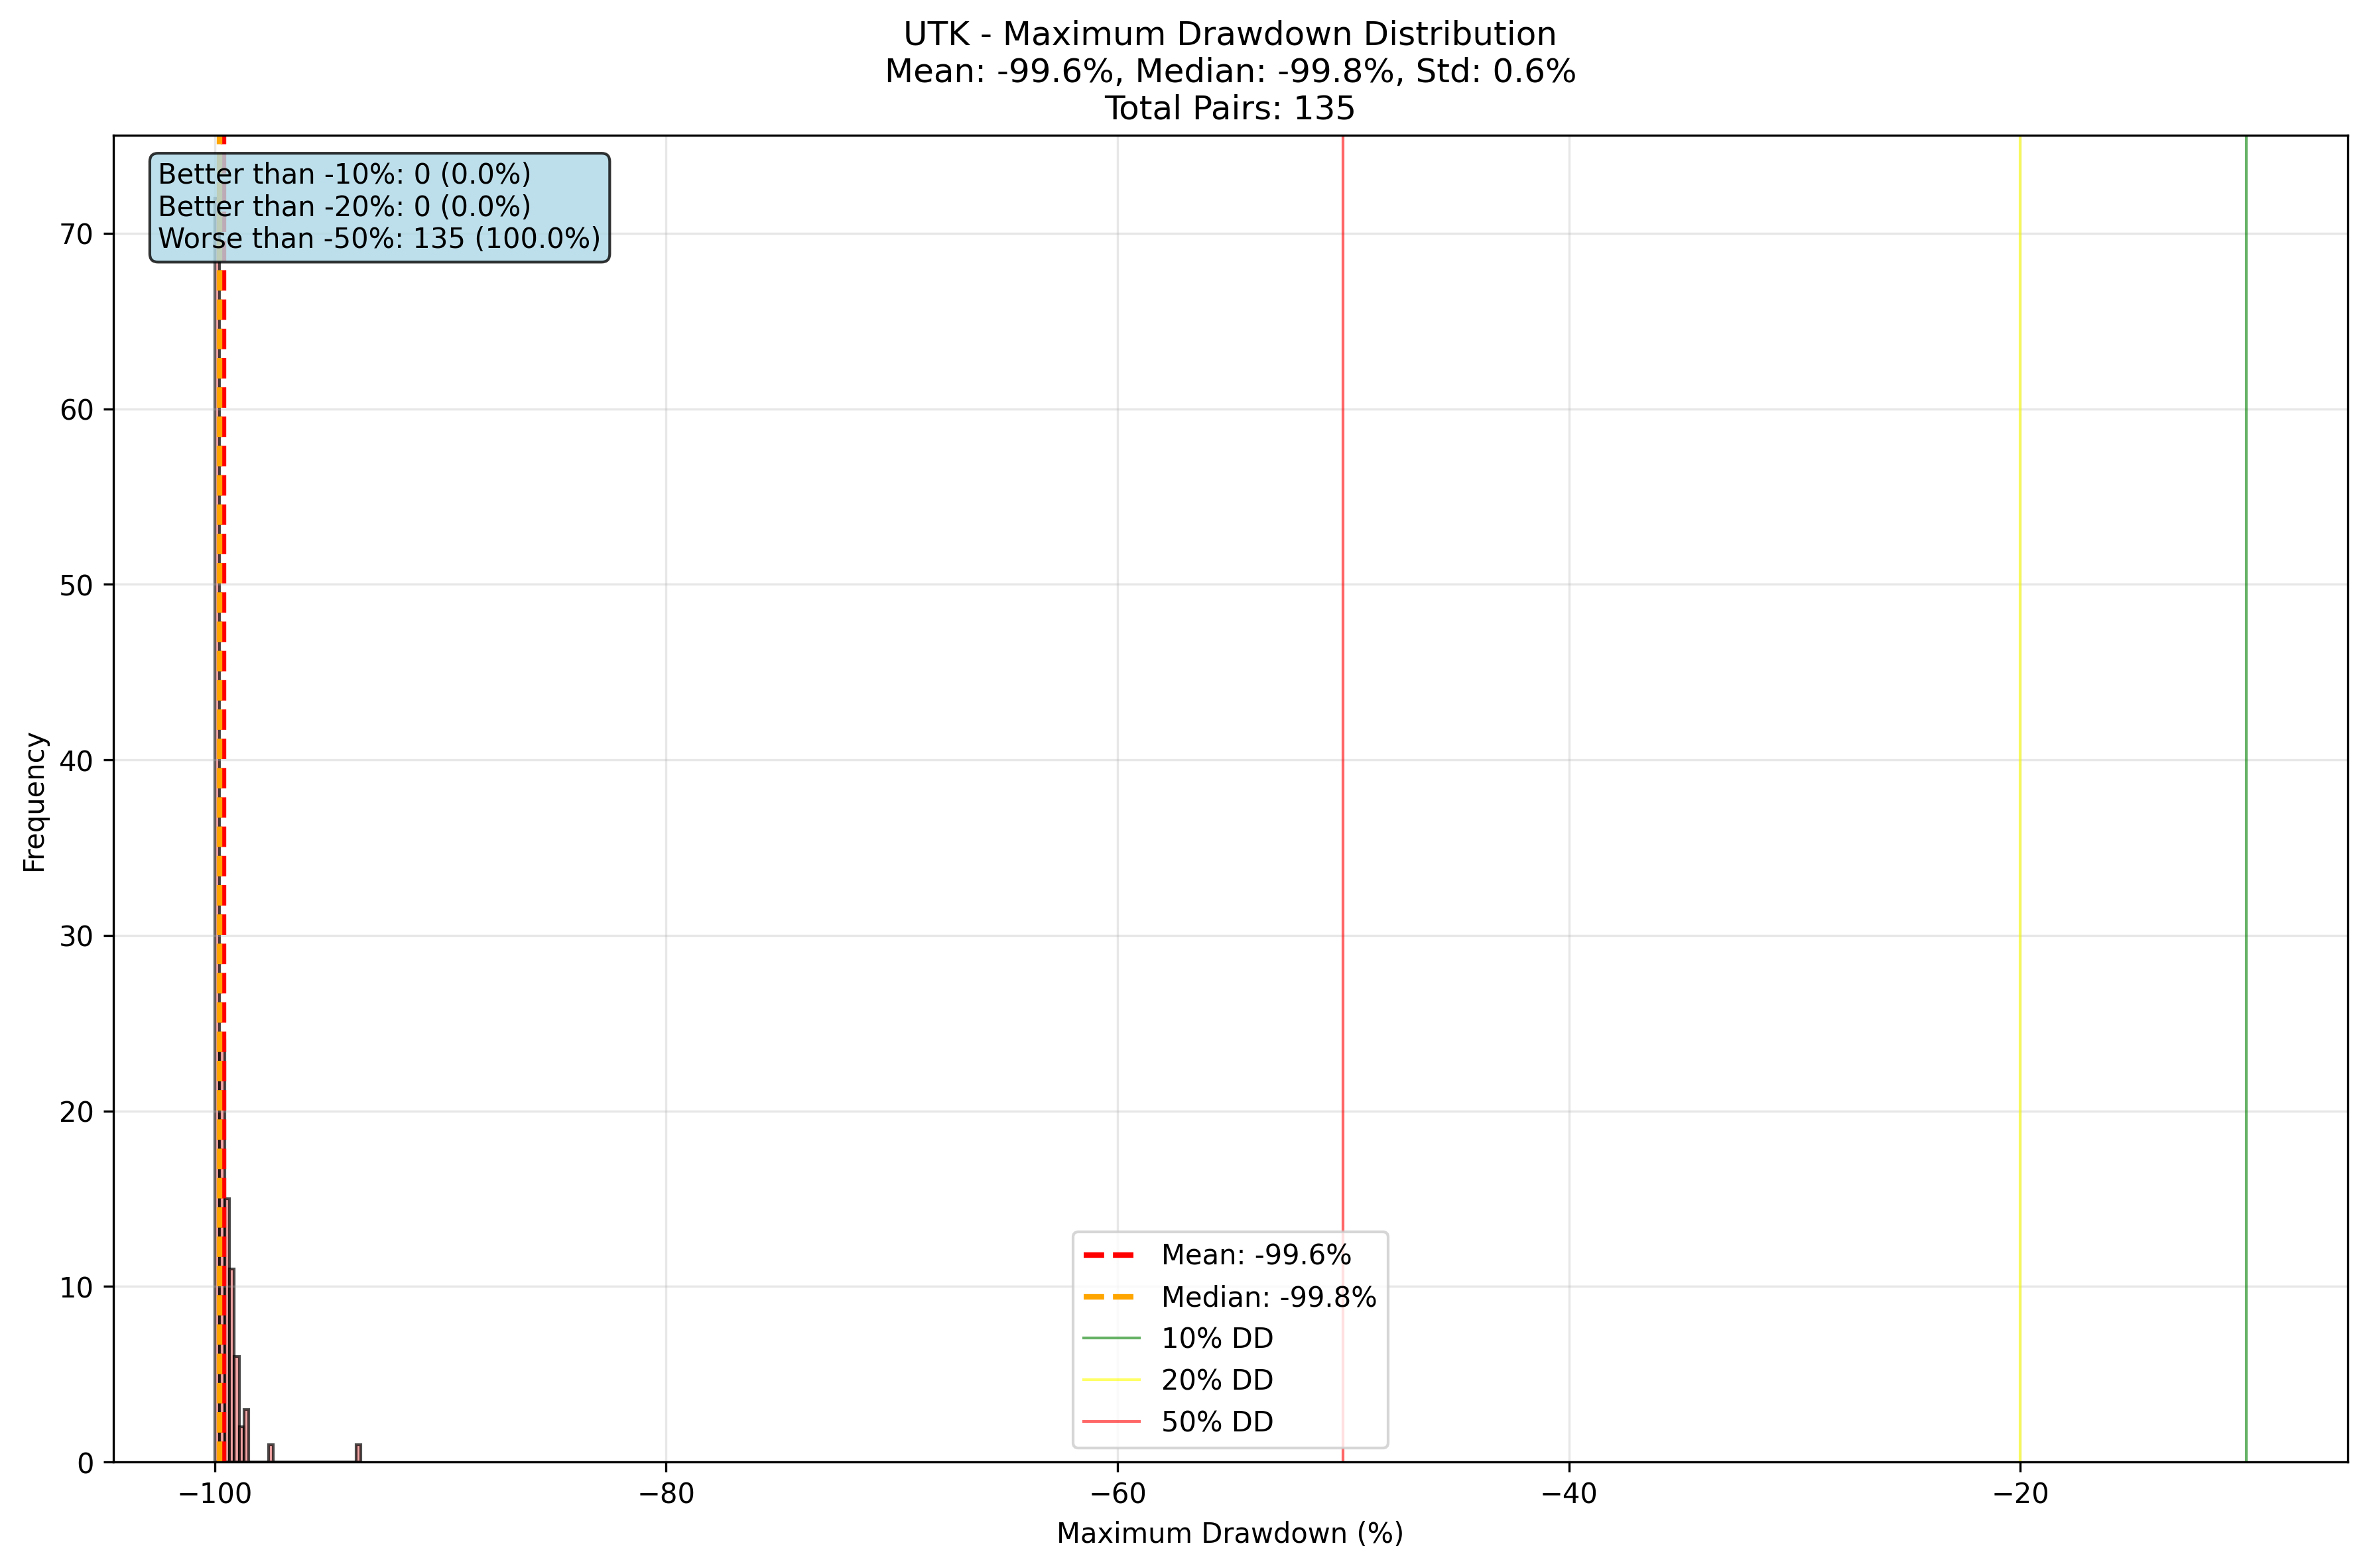 UTK - Maximum Drawdown Distribution
Mean: -99.6%, Median: -99.8%, Std: 0.6%
Total Pairs: 135
Better than -10%: 0 (0.0%)
Better than -20%: 0 (0.0%)
Worse than -50%: 135 (100.0%)
70
60
50
40
30
20
10
0
Frequency
Mean: -99.6%
Median: -99.8%
10% DD
20% DD
50% DD
−100
−80
−60
−40
−20
Maximum Drawdown (%)